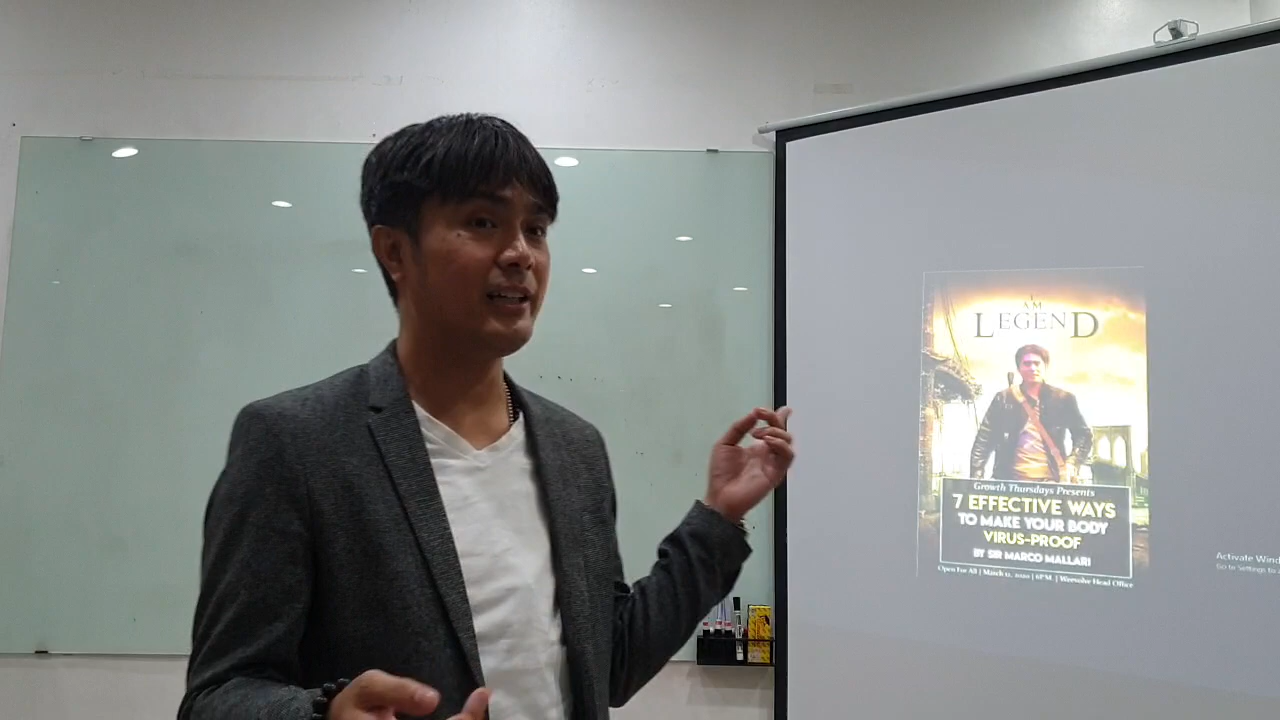 I
AM
LEGEND
Growth Thursdays Presents
7 EFFECTIVE WAYS
TO MAKE YOUR BODY
VIRUS-PROOF
BY SIR MARCO MALLARI
Open For All | March 12, 2020 | 6PM | Weevolve Head Office
Activate Wind
Go to Settings to